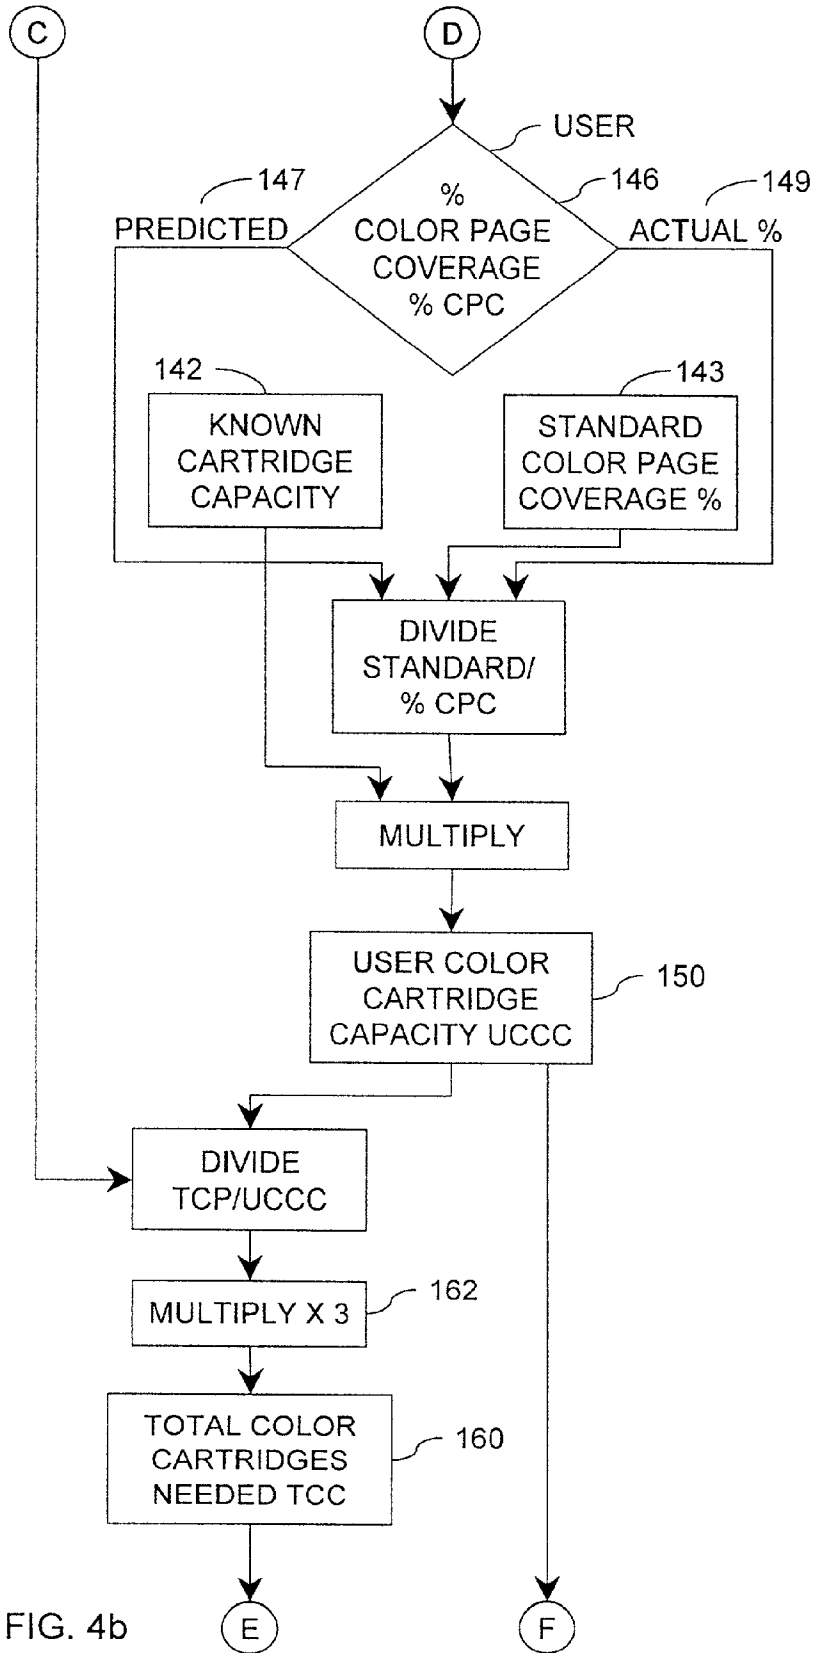 C
D
USER
147
146
149
PREDICTED
%
COLOR PAGE
COVERAGE
% CPC
ACTUAL %
142
143
KNOWN
CARTRIDGE
CAPACITY
STANDARD
COLOR PAGE
COVERAGE %
DIVIDE
STANDARD/
% CPC
MULTIPLY
USER COLOR
CARTRIDGE
CAPACITY UCCC
150
DIVIDE
TCP/UCCC
MULTIPLY X 3
162
TOTAL COLOR
CARTRIDGES
NEEDED TCC
160
FIG. 4b
E
F